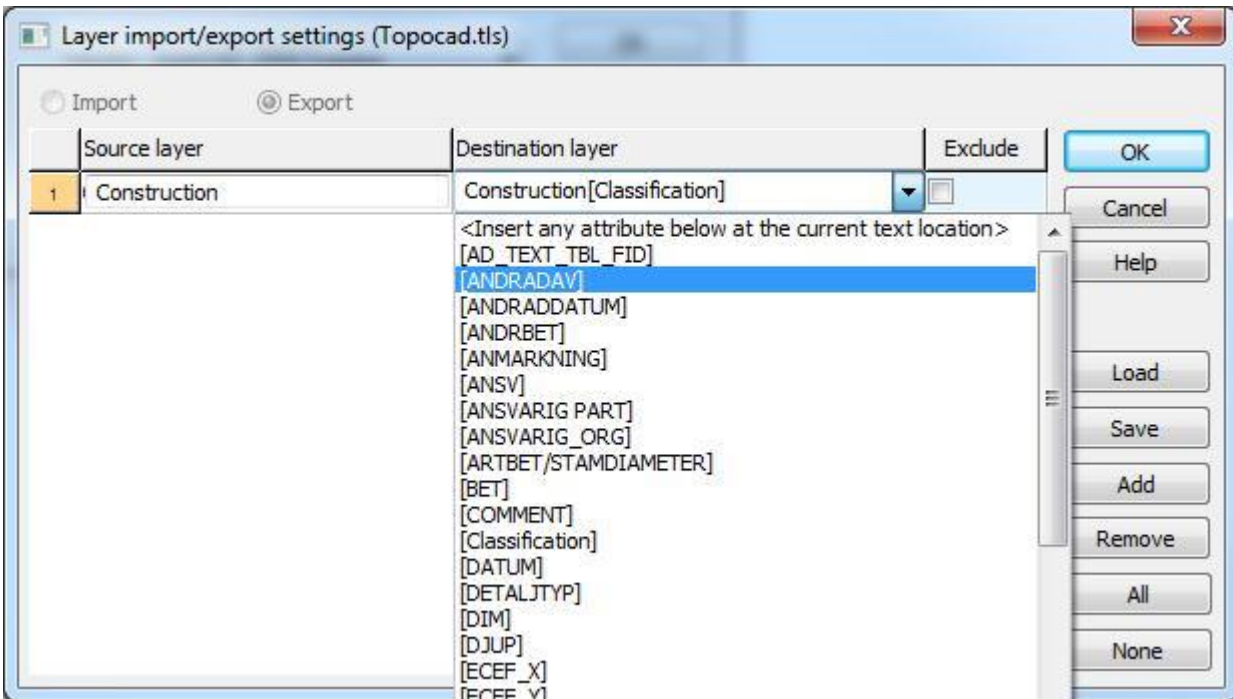 Layer import/export settings (Topocad.tls)
Import Export
Source layer Destination layer Exclude
1 Construction Construction[Classification]
<Insert any attribute below at the current text location>
[AD_TEXT_TBL_FID]
[ANDRADAV]
[ANDRADDATUM]
[ANDRBET]
[ANMARKNING]
[ANSV]
[ANSVARIG PART]
[ANSVARIG_ORG]
[ARTBET/STAMDIAMETER]
[BET]
[COMMENT]
[Classification]
[DATUM]
[DETALJTYP]
[DIM]
[DJUP]
[ECEF_X]
[ECEF_Y]
OK
Cancel
Help
Load
Save
Add
Remove
All
None